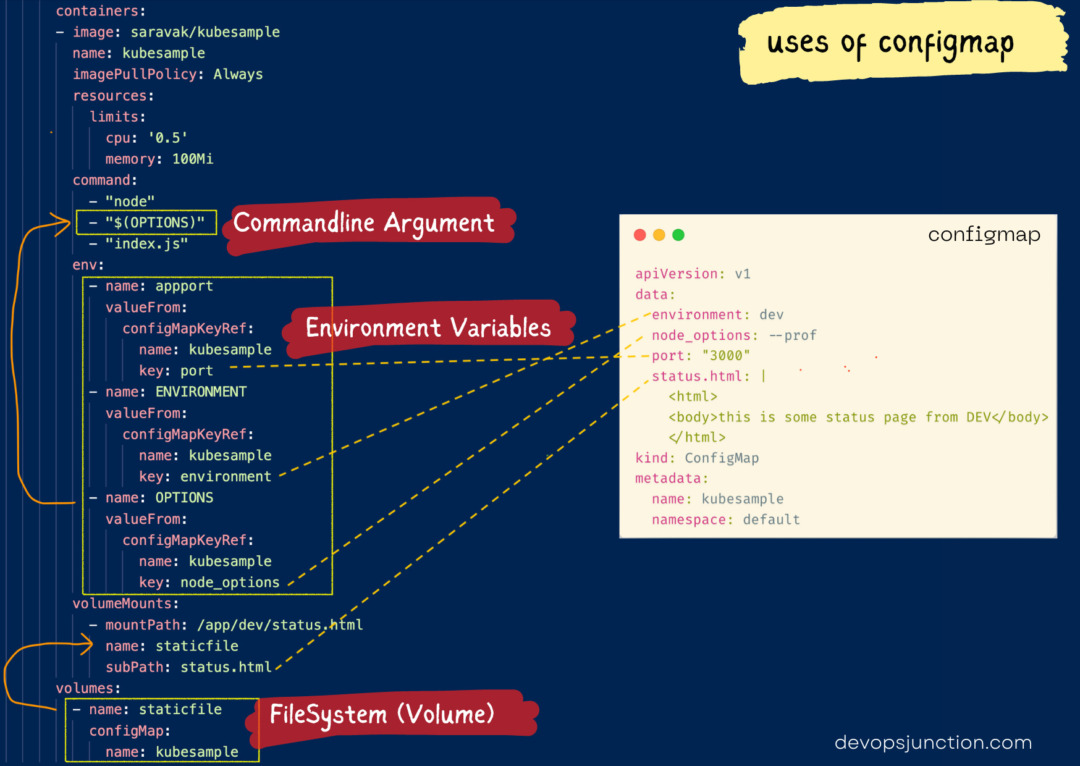 uses of configmap
containers:
- image: saravak/kubesample
name: kubesample
imagePullPolicy: Always
resources:
limits:
cpu: '0.5'
memory: 100Mi
command:
- "node"
- "$(OPTIONS)"
Commandline Argument
- "index.js"
env:
- name: appport
valueFrom:
configMapKeyRef:
name: kubesample
key: port
Environment Variables
- name: ENVIRONMENT
valueFrom:
configMapKeyRef:
name: kubesample
key: environment
- name: OPTIONS
valueFrom:
configMapKeyRef:
name: kubesample
key: node_options
volumeMounts:
- mountPath: /app/dev/status.html
name: staticfile
subPath: status.html
volumes:
- name: staticfile
configMap:
name: kubesample
FileSystem (Volume)
configmap
apiVersion: v1
data:
environment: dev
node_options: --prof
port: "3000"
status.html: |
<html>
<body>this is some status page from DEV</body>
</html>
kind: ConfigMap
metadata:
name: kubesample
namespace: default
devopsjunction.com